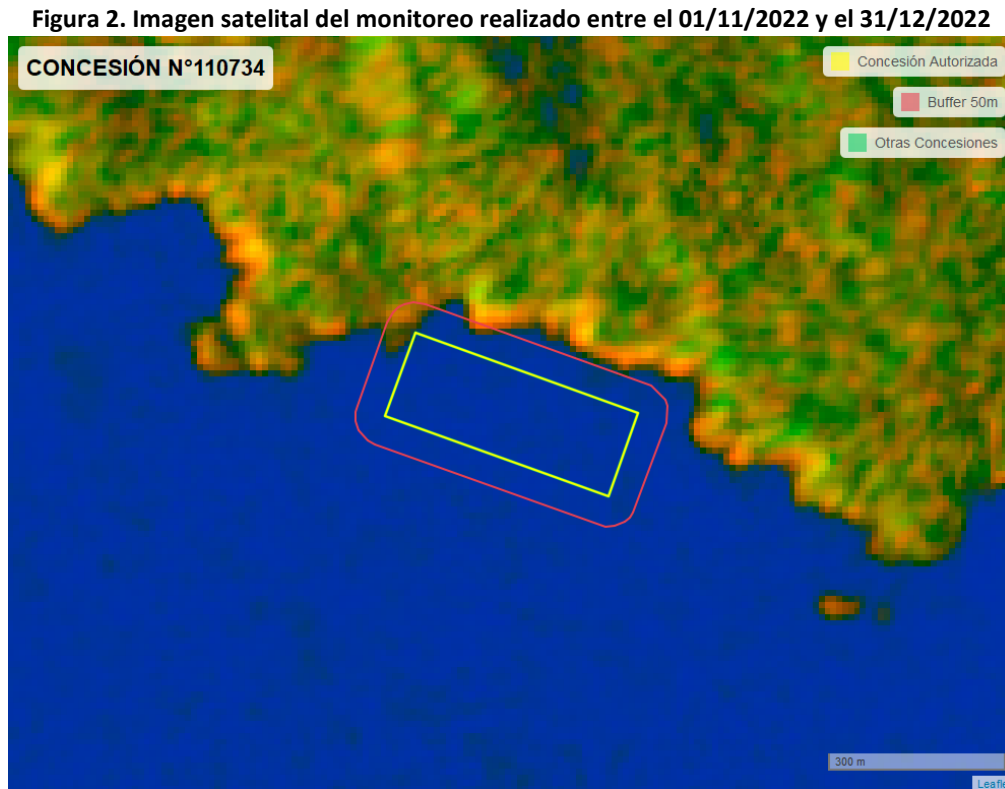 Figura 2. Imagen satelital del monitoreo realizado entre el 01/11/2022 y el 31/12/2022
CONCESIÓN N°110734
Concesión Autorizada
Buffer 50m
Otras Concesiones
300 m
Leafle